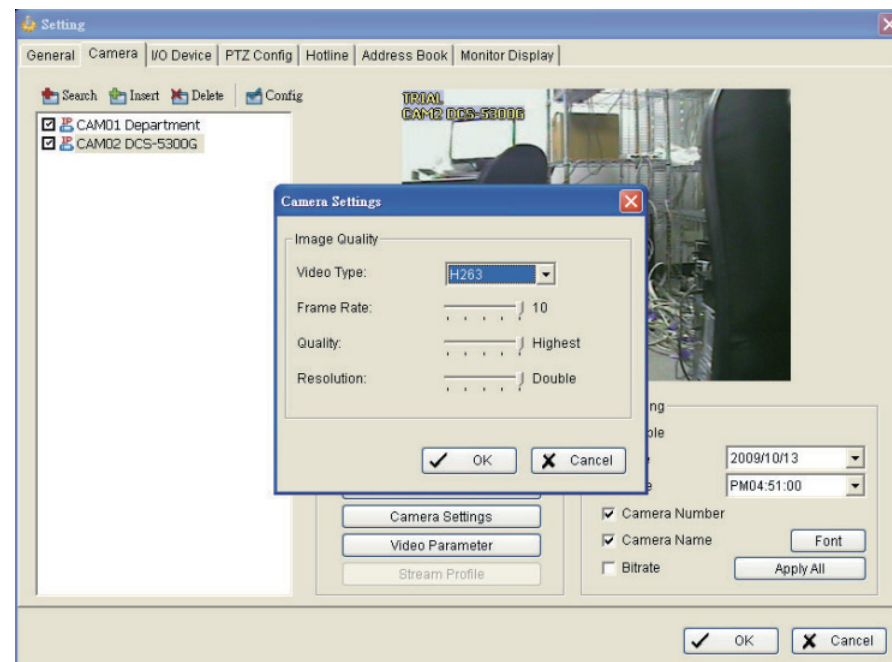 Setting
General Camera I/O Device PTZ Config Hotline Address Book Monitor Display
Search Insert Delete Config
CAM01 Department
CAM02 DCS-5300G
TRIAL
CAM2 DCS-5300G
Camera Settings
Image Quality
Video Type: H263
Frame Rate: 10
Quality: Highest
Resolution: Double
OK Cancel
2009/10/13
PM04:51:00
Camera Settings
Video Parameter
Stream Profile
Camera Number
Camera Name Font
Bitrate Apply All
OK Cancel